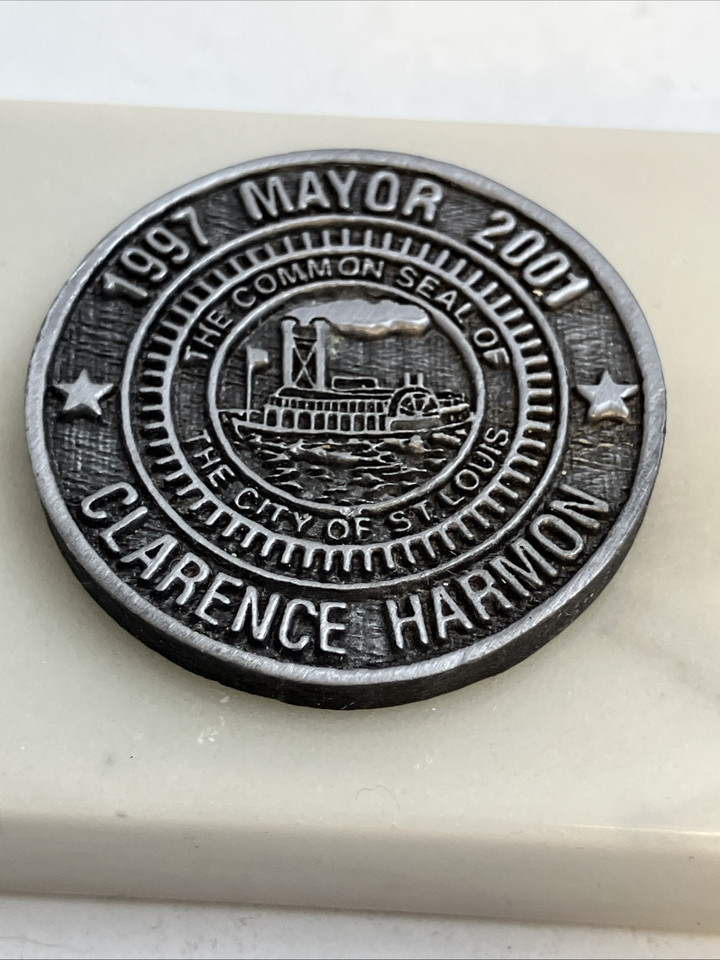 1997 MAYOR 2001
THE COMMON SEAL OF
THE CITY OF ST. LOUIS
CLARENCE HARMON